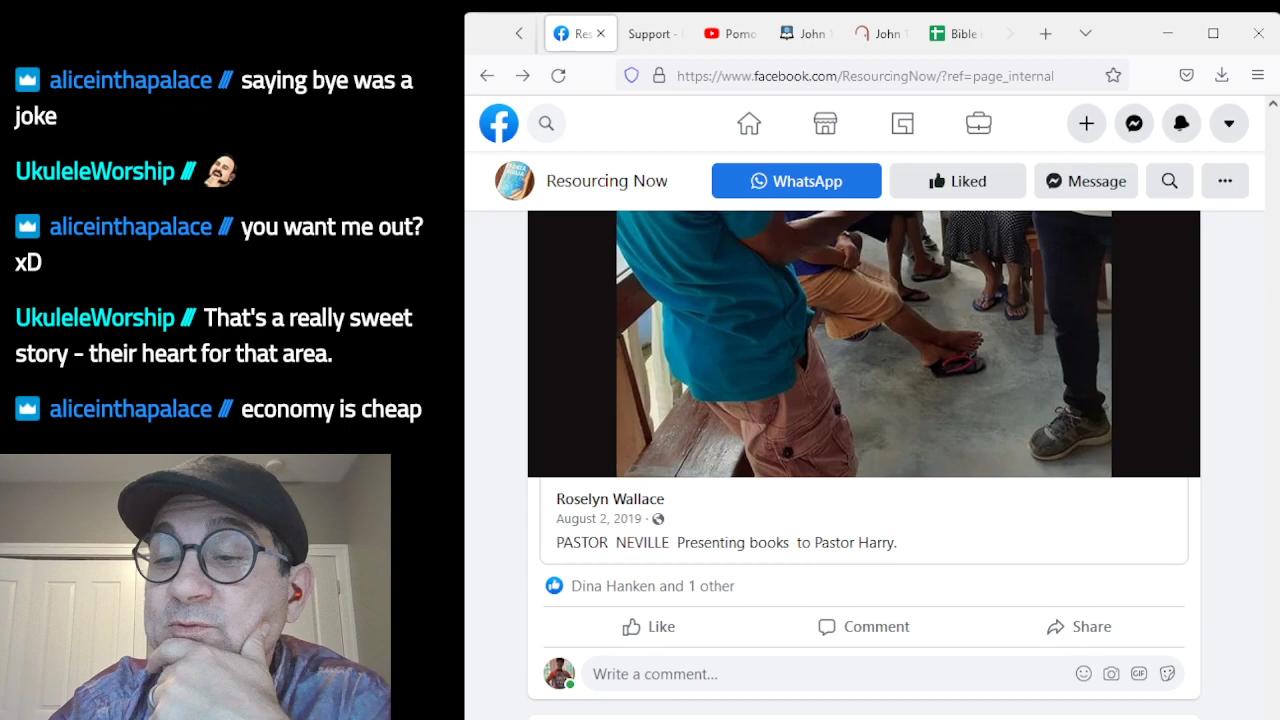 aliceinthapalace /// saying bye was a
joke
UkuleleWorship ///
aliceinthapalace /// you want me out?
xD
UkuleleWorship /// That's a really sweet
story - their heart for that area.
aliceinthapalace /// economy is cheap
Res
Support -
Pomo
John
John
Bible
https://www.facebook.com/ResourcingNow/?ref=page_internal
Resourcing Now
WhatsApp
Liked
Message
Roselyn Wallace
August 2, 2019 ·
PASTOR NEVILLE Presenting books to Pastor Harry.
Dina Hanken and 1 other
Like
Comment
Share
Write a comment...
GIF